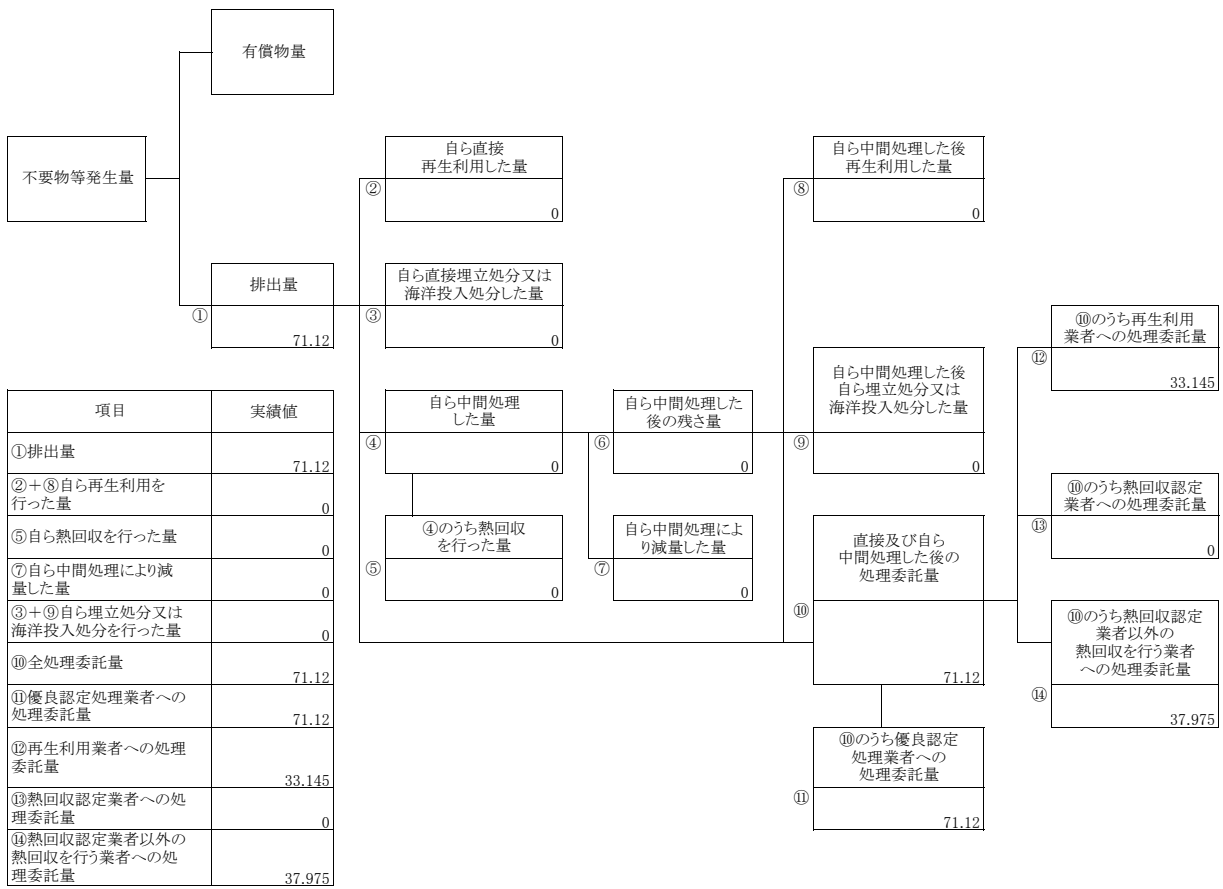 有償物量
不要物等発生量
自ら直接
再生利用した量
②
0
自ら中間処理した後
再生利用した量
⑧
0
排出量
①
71.12
自ら直接埋立処分又は
海洋投入処分した量
③
0
⑩のうち再生利用
業者への処理委託量
⑫
33.145
自ら中間処理
した量
④
0
自ら中間処理した
後の残さ量
⑥
0
自ら中間処理した後
自ら埋立処分又は
海洋投入処分した量
⑨
0
⑩のうち熱回収認定
業者への処理委託量
⑬
0
④のうち熱回収
を行った量
⑤
0
自ら中間処理によ
り減量した量
⑦
0
直接及び自ら
中間処理した後の
処理委託量
⑩
71.12
⑩のうち熱回収認定
業者以外の
熱回収を行う業者
への処理委託量
⑭
37.975
⑩のうち優良認定
処理業者への
処理委託量
⑪
71.12
項目 実績値
①排出量
71.12
②+⑧自ら再生利用を
行った量
0
⑤自ら熱回収を行った量
0
⑦自ら中間処理により減
量した量
0
③+⑨自ら埋立処分又は
海洋投入処分を行った量
0
⑩全処理委託量
71.12
⑪優良認定処理業者への
処理委託量
71.12
⑫再生利用業者への処理
委託量
33.145
⑬熱回収認定業者への処
理委託量
0
⑭熱回収認定業者以外の
熱回収を行う業者への処
理委託量
37.975